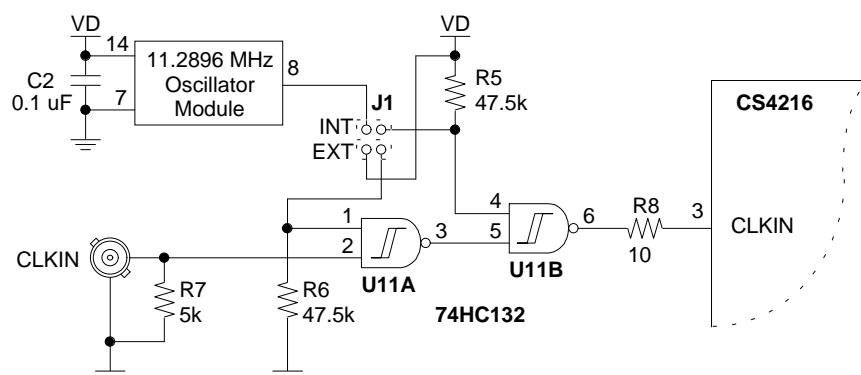 VD
VD
14
11.2896 MHz
Oscillator
Module
8
C2
0.1 uF
7
J1
R5
47.5k
INT
EXT
CS4216
CLKIN
1
2
3
4
5
6
R8
10
3
CLKIN
U11A
U11B
R7
5k
R6
47.5k
74HC132